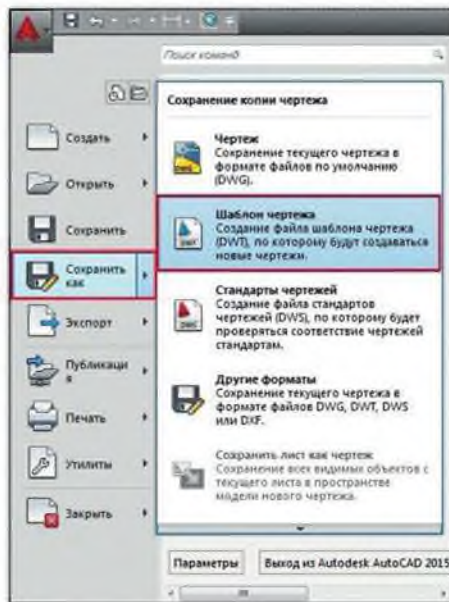 Поиск команд
Сохранение копии чертежа
Создать
Открыть
Сохранить
Сохранить
как
Экспорт
Публикаци
я
Печать
Утилиты
Закрыть
Чертеж
Сохранение текущего чертежа в
формате файлов по умолчанию
(DWG).
Шаблон чертежа
Создание файла шаблона чертежа
(DWT), по которому будут создаваться
новые чертежи.
Стандарты чертежей
Создание файла стандартов
чертежей (DWS), по которому будет
проверяться соответствие чертежей
стандартам.
Другие форматы
Сохранение текущего чертежа в
формате файлов DWG, DWT, DWS
или DXF.
Сохранить лист как чертеж
Сохранение всех видимых объектов с
текущего листа в пространстве
модели нового чертежа.
Параметры
Выход из Autodesk AutoCAD 2015